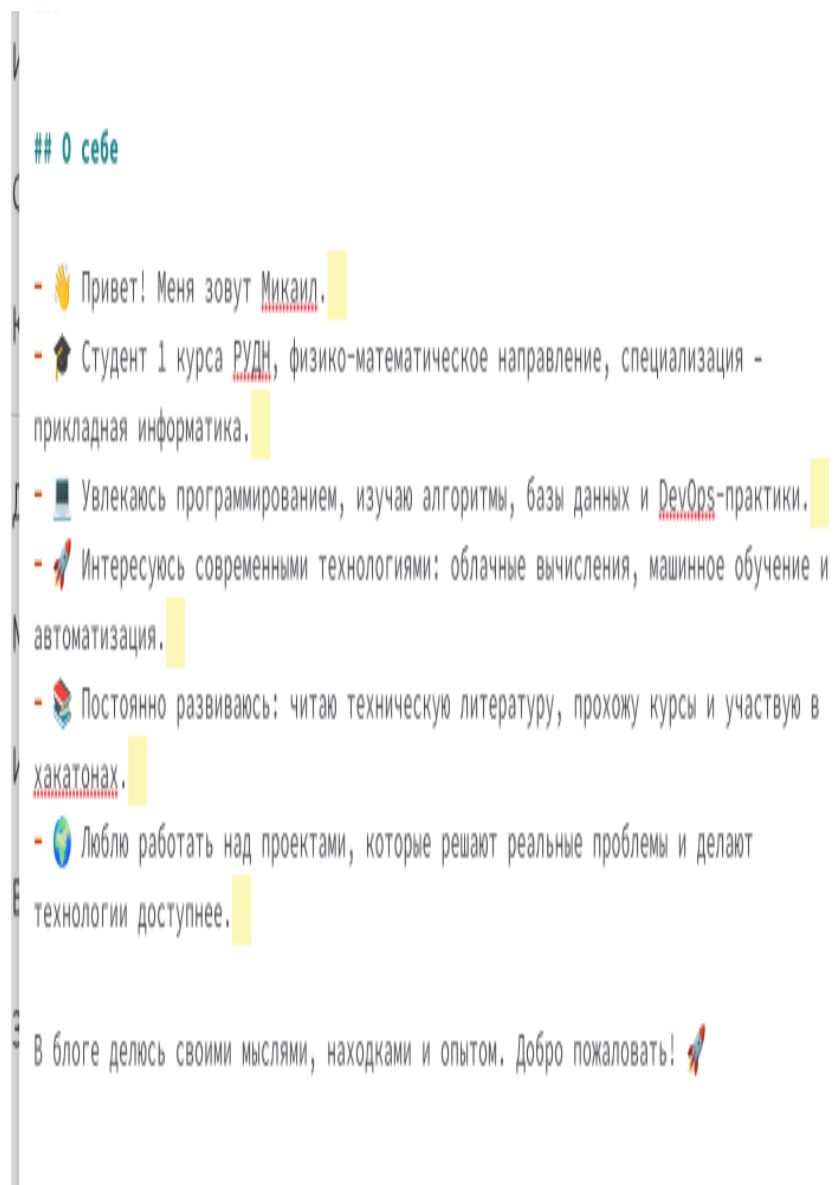 ## О себе
- 👋 Привет! Меня зовут Микаил.
- 🎓 Студент 1 курса РУДН, физико-математическое направление, специализация –
прикладная информатика.
- 💻 Увлекаюсь программированием, изучаю алгоритмы, базы данных и DevOps-практики.
- 🚀 Интересуюсь современными технологиями: облачные вычисления, машинное обучение и
автоматизация.
- 📚 Постоянно развиваюсь: читаю техническую литературу, прохожу курсы и участвую в
хакатонах.
- 🌍 Люблю работать над проектами, которые решают реальные проблемы и делают
технологии доступнее.
В блоге делюсь своими мыслями, находками и опытом. Добро пожаловать! 🚀